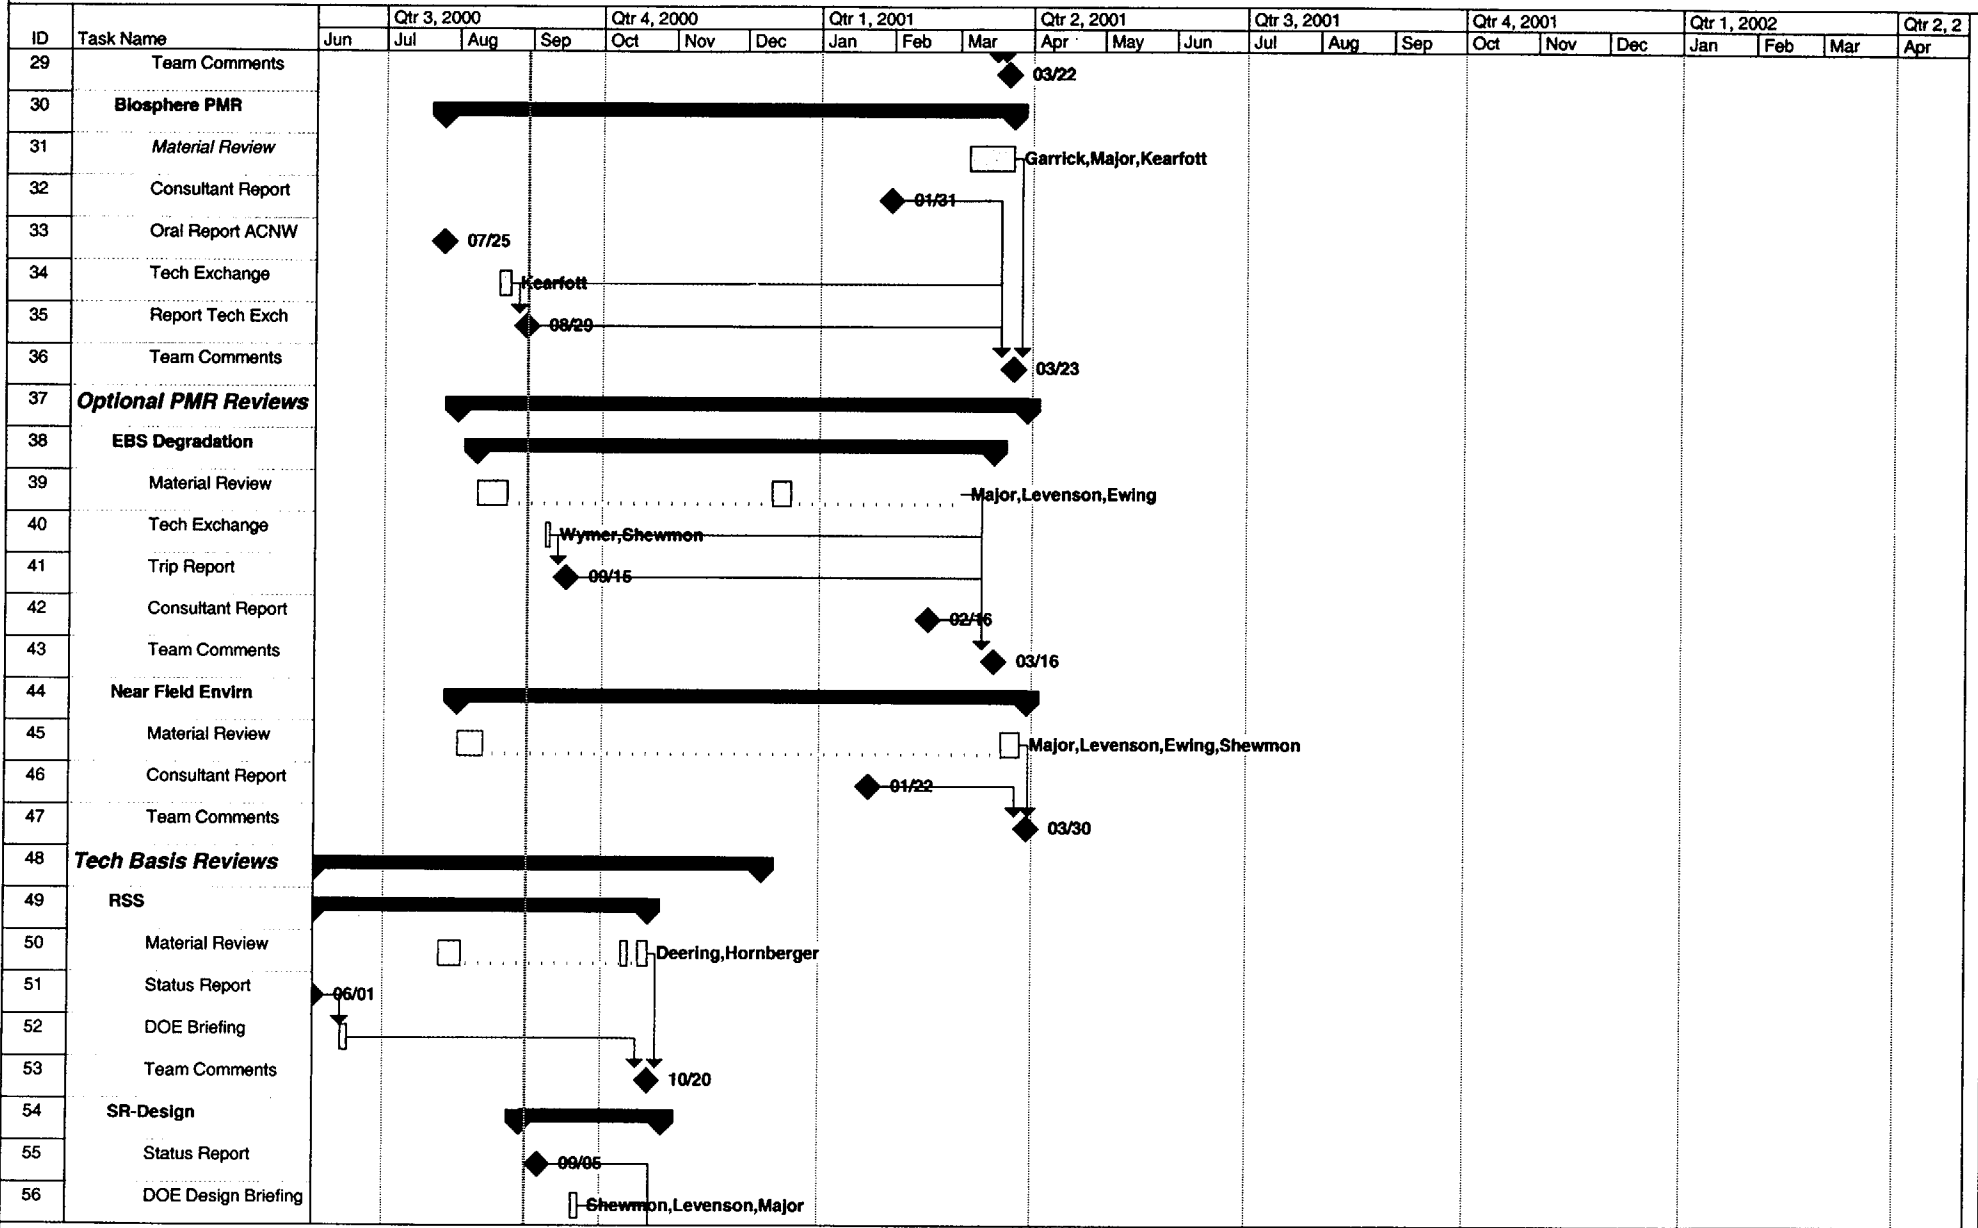 Qtr 3, 2000 Qtr 4, 2000 Qtr 1, 2001 Qtr 2, 2001 Qtr 3, 2001 Qtr 4, 2001 Qtr 1, 2002 Qtr 2, 2
ID Task Name Jun Jul Aug Sep Oct Nov Dec Jan Feb Mar Apr May Jun Jul Aug Sep Oct Nov Dec Jan Feb Mar Apr
29 Team Comments 03/22
30 Biosphere PMR
31 Material Review Garrick,Major,Kearfott
32 Consultant Report 01/31
33 Oral Report ACNW 07/25
34 Tech Exchange Kearfott
35 Report Tech Exch 08/29
36 Team Comments 03/23
37 Optional PMR Reviews
38 EBS Degradation
39 Material Review Major,Levenson,Ewing
40 Tech Exchange Wymer,Shewmon
41 Trip Report 09/15
42 Consultant Report 02/16
43 Team Comments 03/16
44 Near Field Envirn
45 Material Review Major,Levenson,Ewing,Shewmon
46 Consultant Report 01/22
47 Team Comments 03/30
48 Tech Basis Reviews
49 RSS
50 Material Review Deering,Hornberger
51 Status Report 06/01
52 DOE Briefing
53 Team Comments 10/20
54 SR-Design
55 Status Report 09/05
56 DOE Design Briefing Shewmon,Levenson,Major